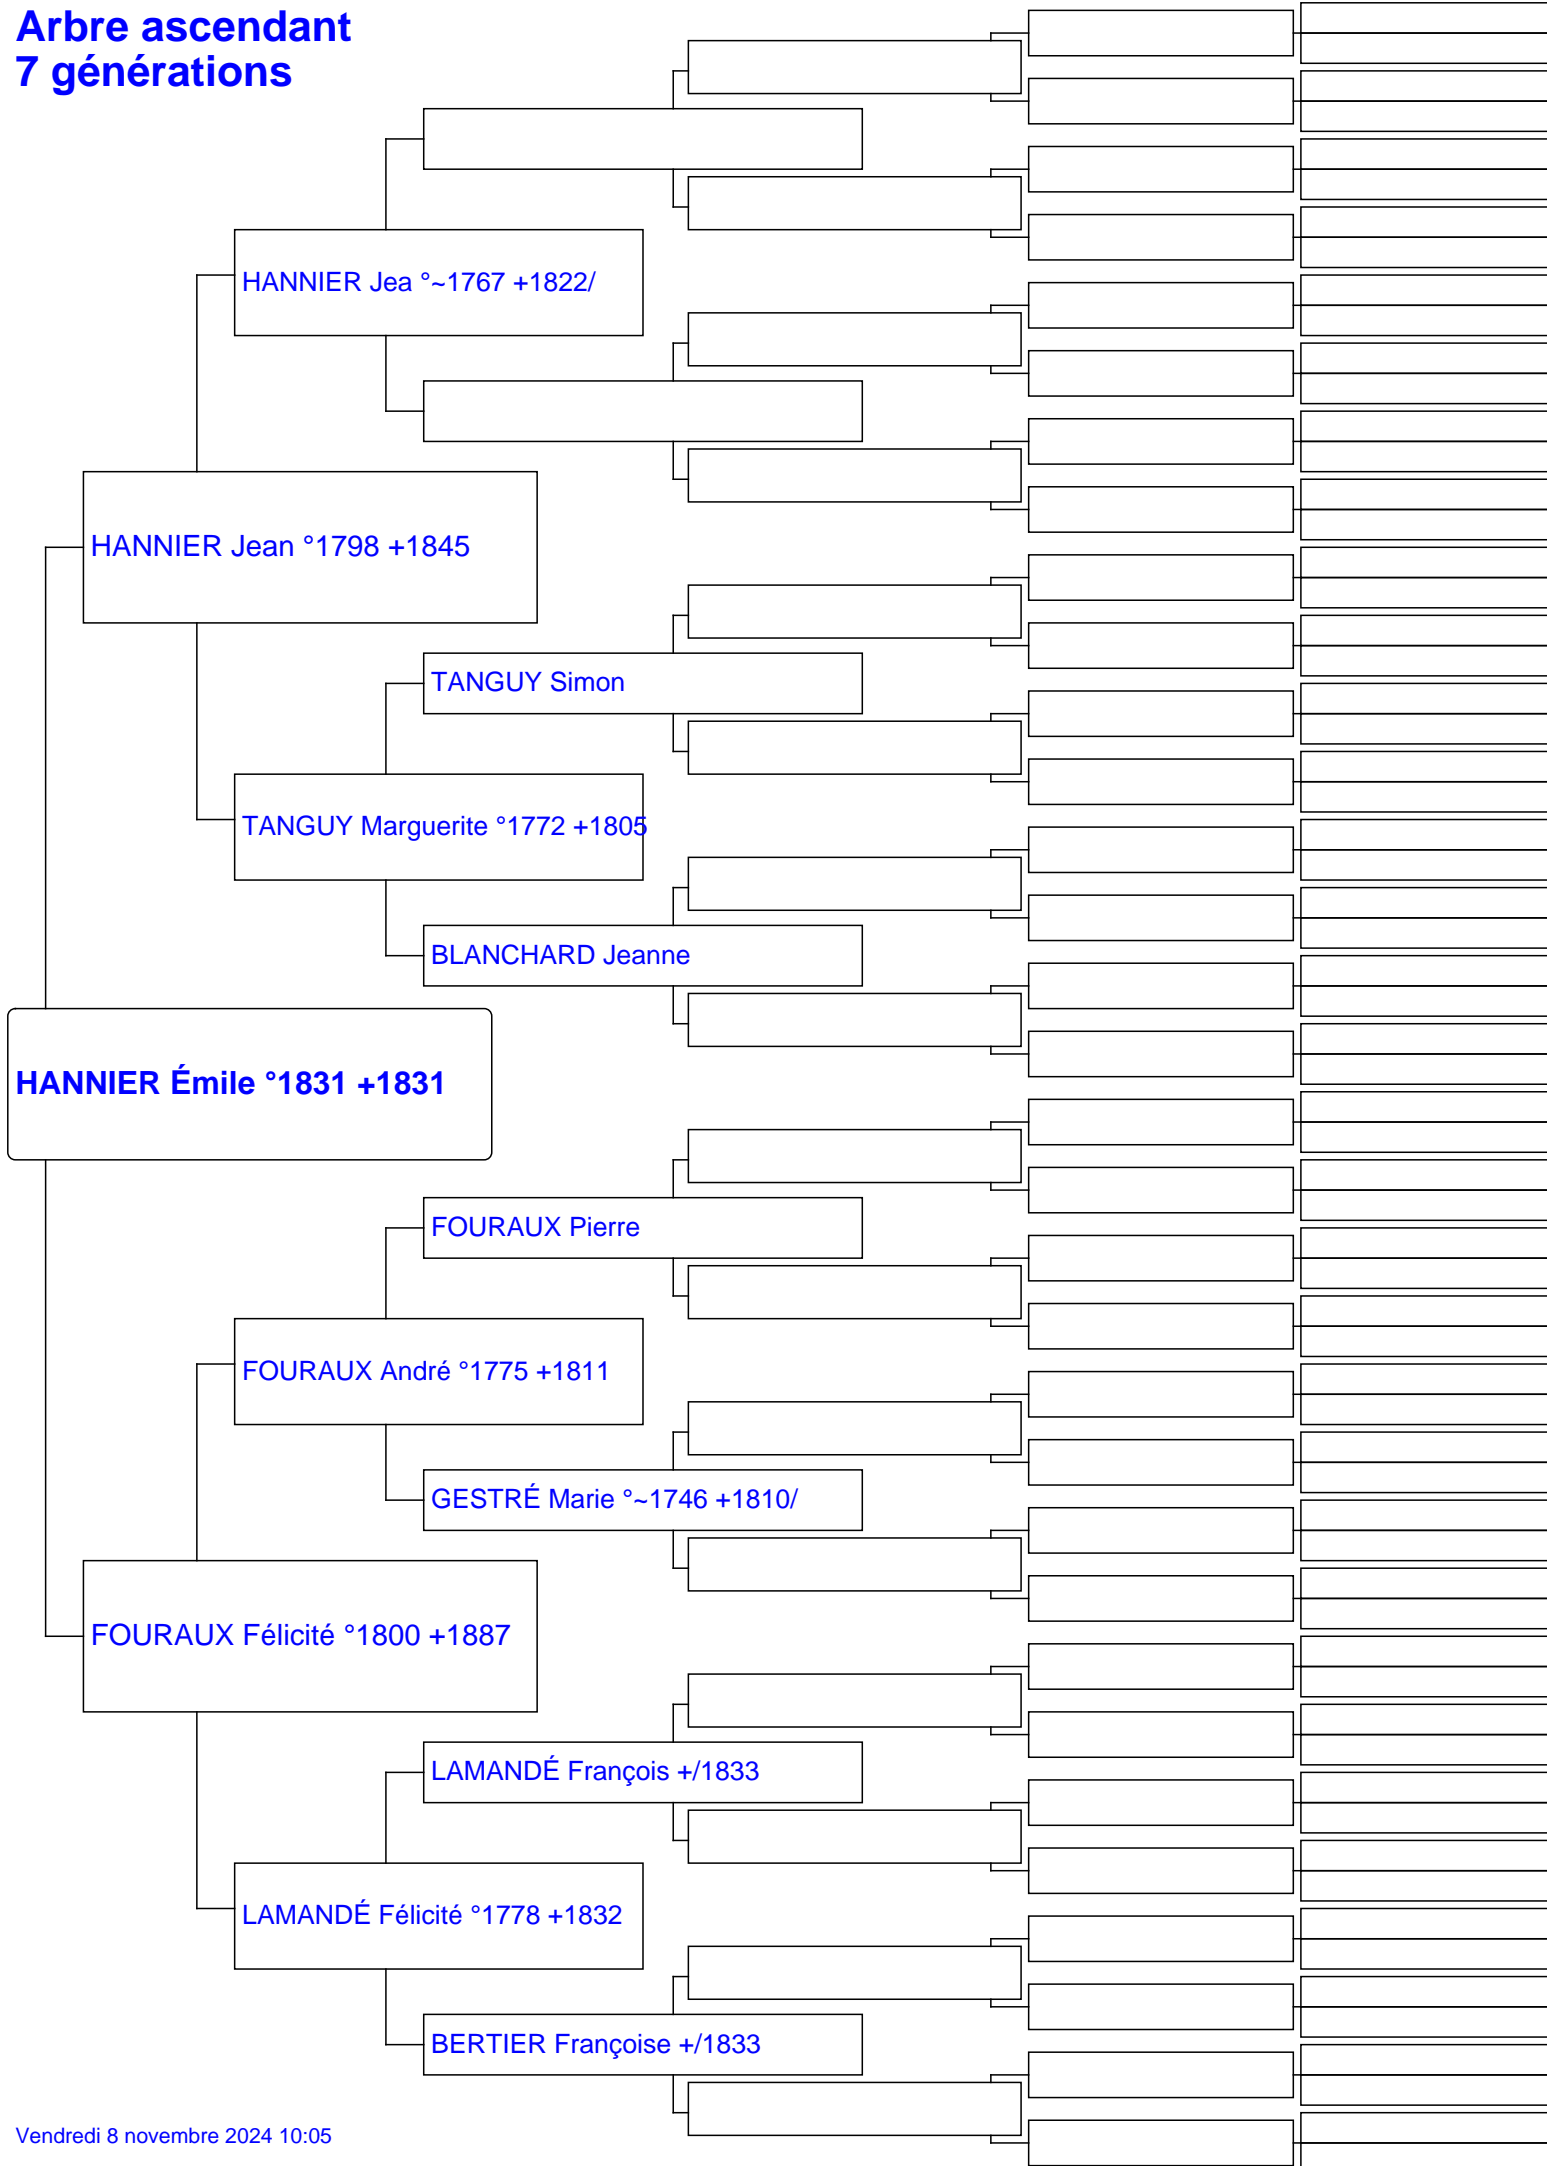 Arbre ascendant
7 générations
HANNIER Jea °~1767 +1822/
HANNIER Jean °1798 +1845
TANGUY Simon
TANGUY Marguerite °1772 +1805
BLANCHARD Jeanne
HANNIER Émile °1831 +1831
FOURAUX Pierre
FOURAUX André °1775 +1811
GESTRÉ Marie °~1746 +1810/
FOURAUX Félicité °1800 +1887
LAMANDÉ François +/1833
LAMANDÉ Félicité °1778 +1832
BERTIER Françoise +/1833
Vendredi 8 novembre 2024 10:05